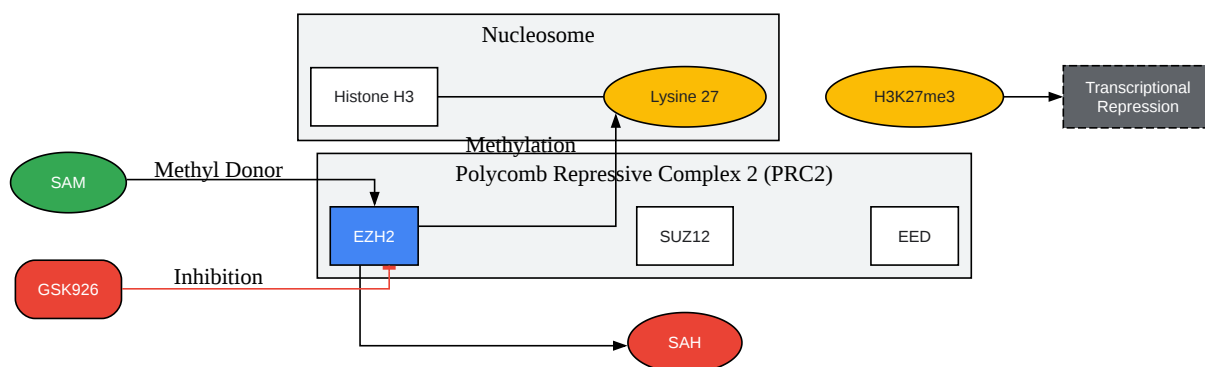 Nucleosome
Histone H3
Lysine 27
H3K27me3
Transcriptional
Repression
Methylation
Methyl Donor
SAM
Polycomb Repressive Complex 2 (PRC2)
EZH2
SUZ12
EED
Inhibition
GSK926
SAH